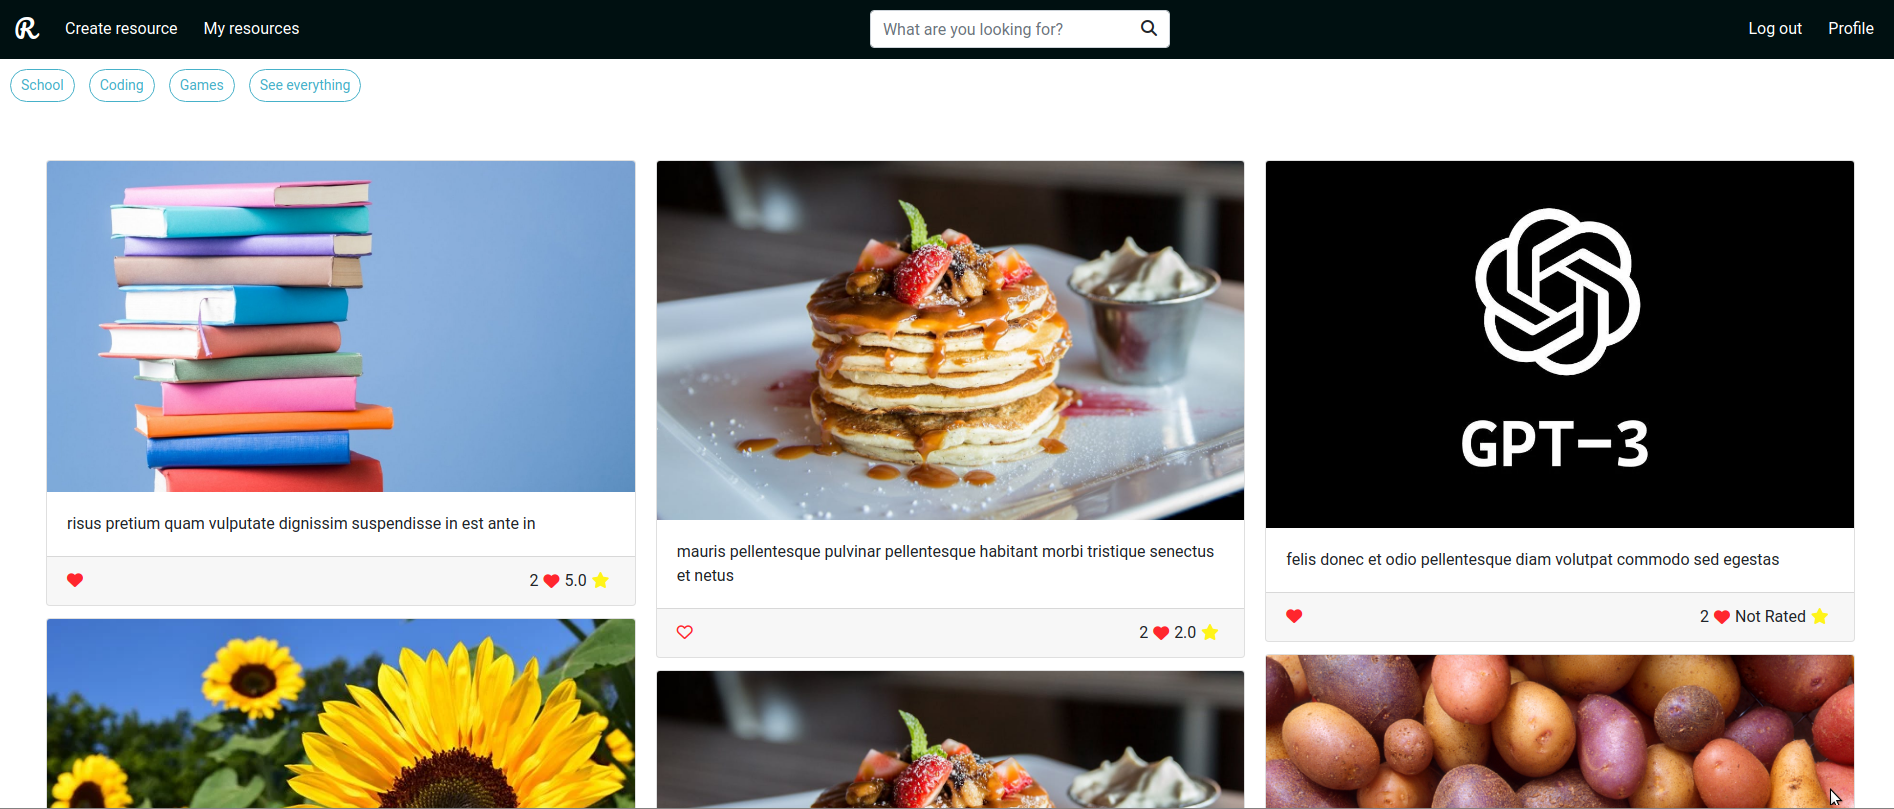 R Create resource My resources What are you looking for? Log out Profile
School Coding Games See everything
risus pretium quam vulputate dignissim suspendisse in est ante in
2 5.0
mauris pellentesque pulvinar pellentesque habitant morbi tristique senectus
et netus
2 2.0
GPT-3
felis donec et odio pellentesque diam volutpat commodo sed egestas
2 Not Rated